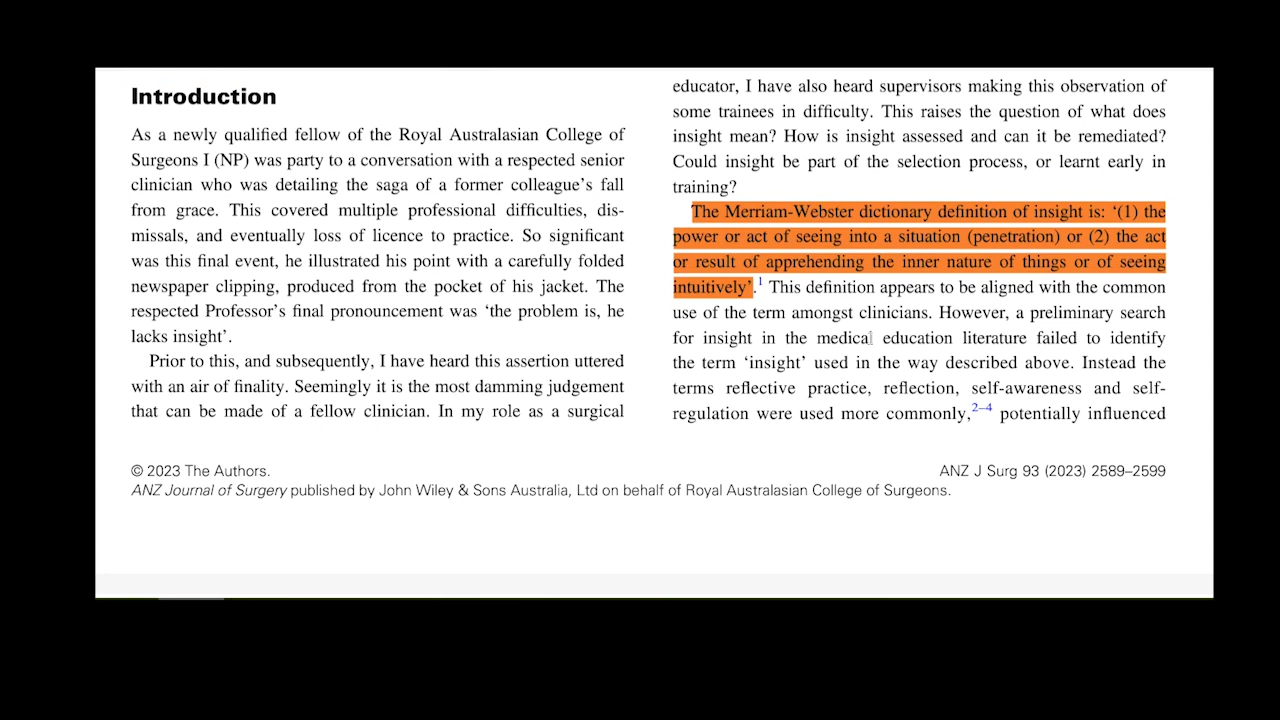 Introduction
As a newly qualified fellow of the Royal Australasian College of
Surgeons I (NP) was party to a conversation with a respected senior
clinician who was detailing the saga of a former colleague's fall
from grace. This covered multiple professional difficulties, dis-
missals, and eventually loss of licence to practice. So significant
was this final event, he illustrated his point with a carefully folded
newspaper clipping, produced from the pocket of his jacket. The
respected Professor's final pronouncement was ‘the problem is, he
lacks insight’.
Prior to this, and subsequently, I have heard this assertion uttered
with an air of finality. Seemingly it is the most damming judgement
that can be made of a fellow clinician. In my role as a surgical
educator, I have also heard supervisors making this observation of
some trainees in difficulty. This raises the question of what does
insight mean? How is insight assessed and can it be remediated?
Could insight be part of the selection process, or learnt early in
training?
The Merriam-Webster dictionary definition of insight is: ‘(1) the
power or act of seeing into a situation (penetration) or (2) the act
or result of apprehending the inner nature of things or of seeing
intuitively’.1 This definition appears to be aligned with the common
use of the term amongst clinicians. However, a preliminary search
for insight in the medical education literature failed to identify
the term ‘insight’ used in the way described above. Instead the
terms reflective practice, reflection, self-awareness and self-
regulation were used more commonly,2–4 potentially influenced
© 2023 The Authors.
ANZ J Surg 93 (2023) 2589–2599
ANZ Journal of Surgery published by John Wiley & Sons Australia, Ltd on behalf of Royal Australasian College of Surgeons.